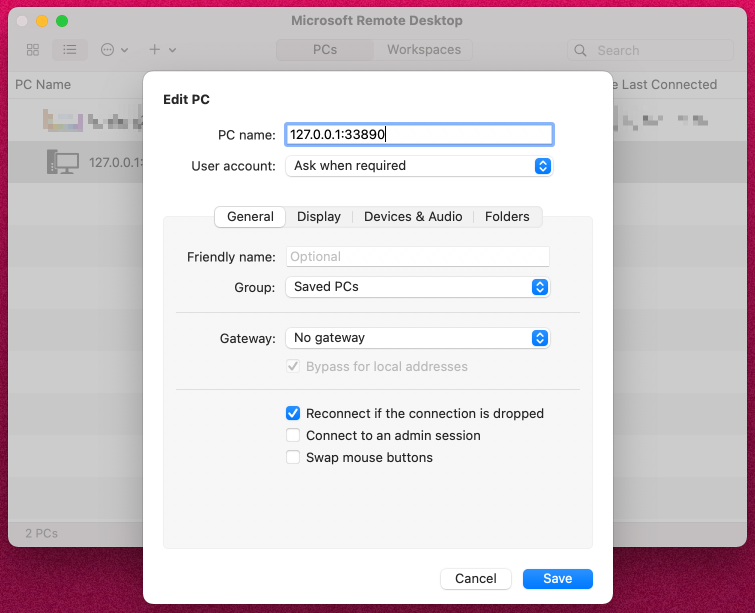 Microsoft Remote Desktop
PCs
Workspaces
Search
PC Name
Last Connected
127.0.0.1:
Edit PC
PC name: 127.0.0.1:33890
User account: Ask when required
General Display Devices & Audio Folders
Friendly name: Optional
Group: Saved PCs
Gateway: No gateway
Bypass for local addresses
Reconnect if the connection is dropped
Connect to an admin session
Swap mouse buttons
2 PCs
Cancel Save